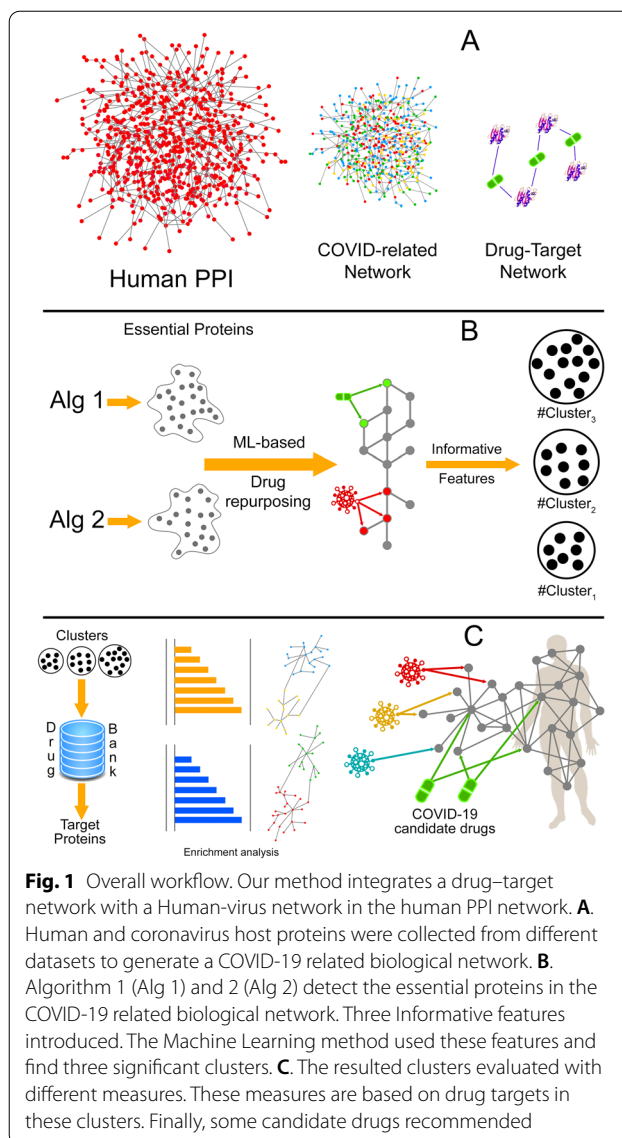 A
Human PPI
COVID-related
Network
Drug-Target
Network
B
Essential Proteins
Alg 1
Alg 2
ML-based
Drug
repurposing
Informative
Features
#Cluster3
#Cluster2
#Cluster1
C
Clusters
Drug
Bank
Target
Proteins
Enrichment analysis
COVID-19
candidate drugs
Fig. 1 Overall workflow. Our method integrates a drug–target
network with a Human-virus network in the human PPI network. A.
Human and coronavirus host proteins were collected from different
datasets to generate a COVID-19 related biological network. B.
Algorithm 1 (Alg 1) and 2 (Alg 2) detect the essential proteins in the
COVID-19 related biological network. Three Informative features
introduced. The Machine Learning method used these features and
find three significant clusters. C. The resulted clusters evaluated with
different measures. These measures are based on drug targets in
these clusters. Finally, some candidate drugs recommended